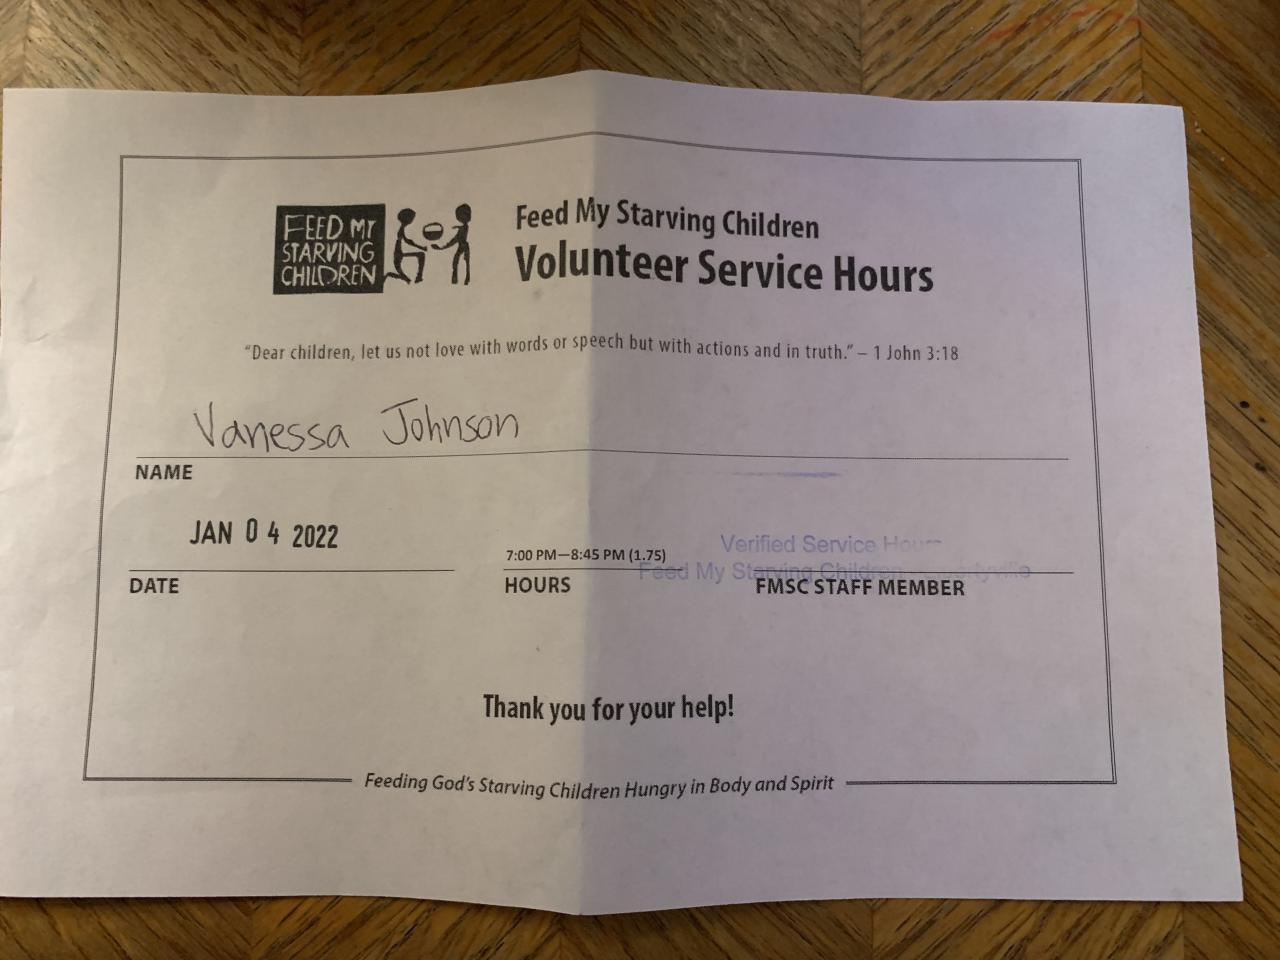 FEED MY
STARVING
CHILDREN
Feed My Starving Children
Volunteer Service Hours
“Dear children, let us not love with words or speech but with actions and in truth.” – 1 John 3:18
Vanessa Johnson
NAME
JAN 04 2022
7:00 PM—8:45 PM (1.75)
Verified Service Hours
Feed My Starving Children
DATE
HOURS
FMSC STAFF MEMBER
Thank you for your help!
Feeding God's Starving Children Hungry in Body and Spirit